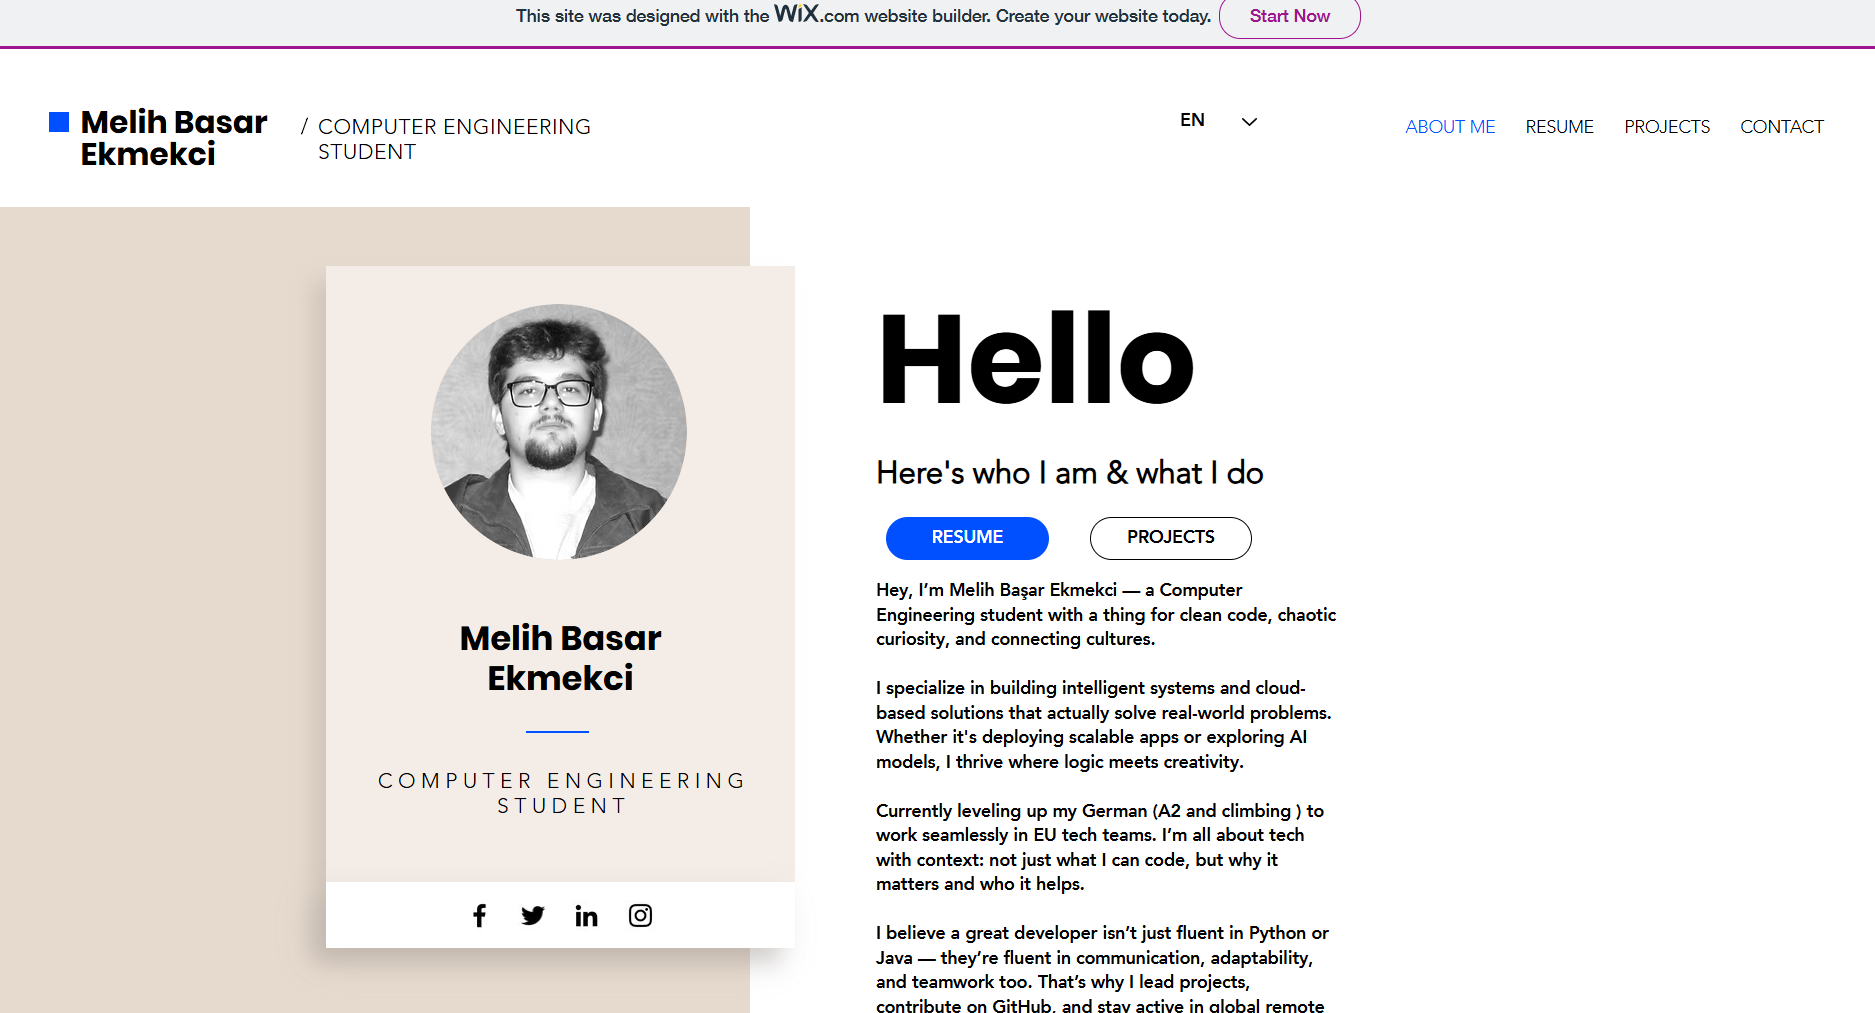 This site was designed with the WiX.com website builder. Create your website today.
Start Now
Melih Basar
Ekmekci
/ COMPUTER ENGINEERING
STUDENT
EN
ABOUT ME
RESUME
PROJECTS
CONTACT
Melih Basar
Ekmekci
COMPUTER ENGINEERING
STUDENT
Hello
Here's who I am & what I do
RESUME
PROJECTS
Hey, I’m Melih Başar Ekmekci — a Computer
Engineering student with a thing for clean code, chaotic
curiosity, and connecting cultures.
I specialize in building intelligent systems and cloud-
based solutions that actually solve real-world problems.
Whether it's deploying scalable apps or exploring AI
models, I thrive where logic meets creativity.
Currently leveling up my German (A2 and climbing ) to
work seamlessly in EU tech teams. I’m all about tech
with context: not just what I can code, but why it
matters and who it helps.
I believe a great developer isn’t just fluent in Python or
Java — they’re fluent in communication, adaptability,
and teamwork too. That’s why I lead projects,
contribute on GitHub, and stay active in global remote